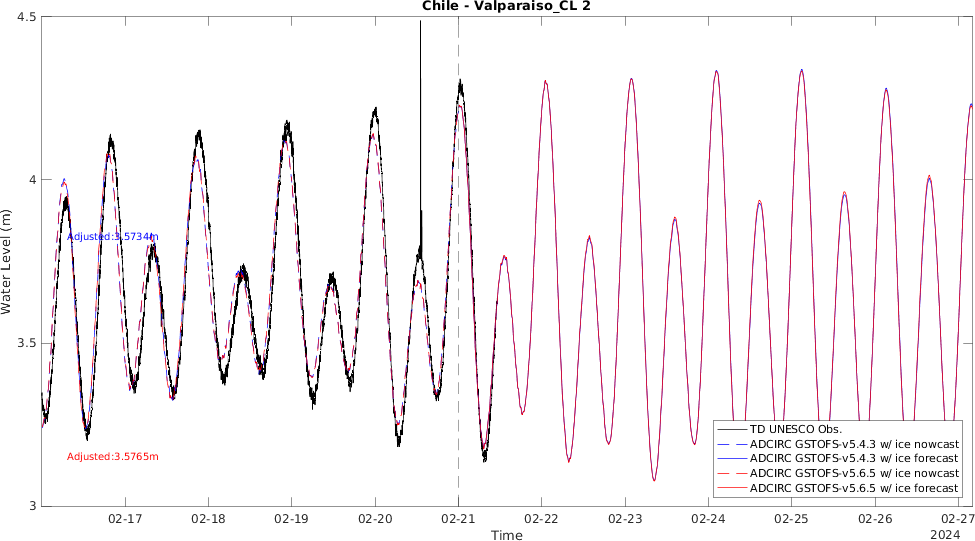 Chile - Valparaiso_CL 2
4.5
4
3.5
3
Water Level (m)
Adjusted:3.5734m
Adjusted:3.5765m
TD UNESCO Obs.
ADCIRC GSTOFS-v5.4.3 w/ ice nowcast
ADCIRC GSTOFS-v5.4.3 w/ ice forecast
ADCIRC GSTOFS-v5.6.5 w/ ice nowcast
ADCIRC GSTOFS-v5.6.5 w/ ice forecast
02-17 02-18 02-19 02-20 02-21 02-22 02-23 02-24 02-25 02-26 02-27
Time
2024